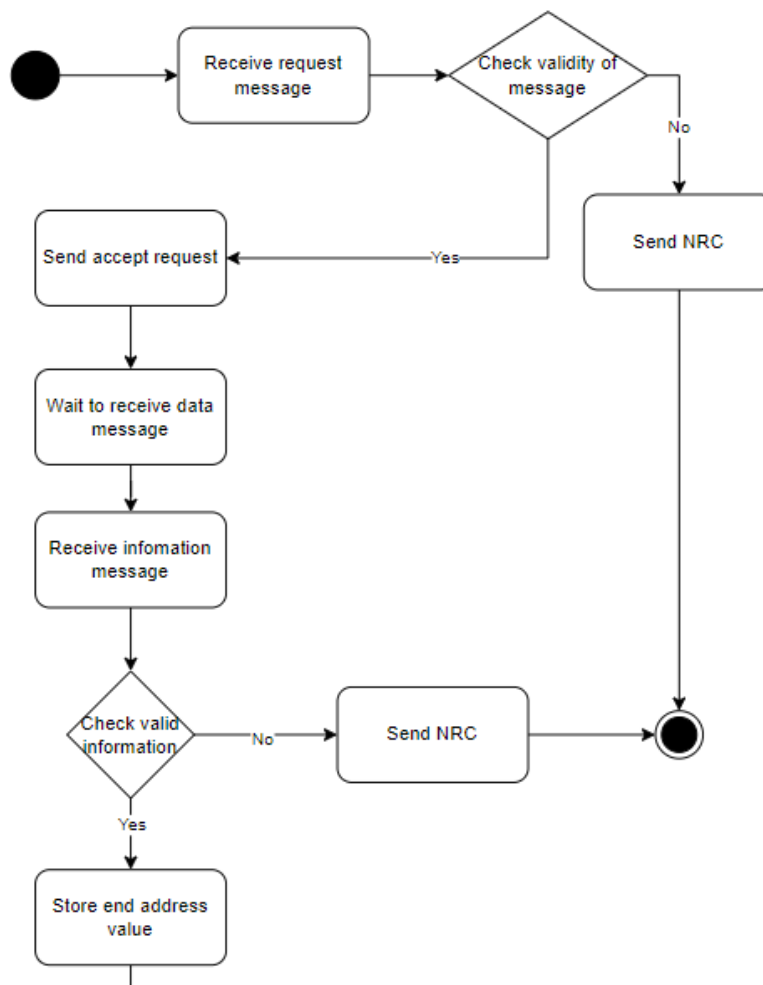 Receive request
message
Check validity of
message
No
Send NRC
Yes
Send accept request
Wait to receive data
message
Receive infomation
message
Check valid
information
No
Send NRC
Yes
Store end address
value